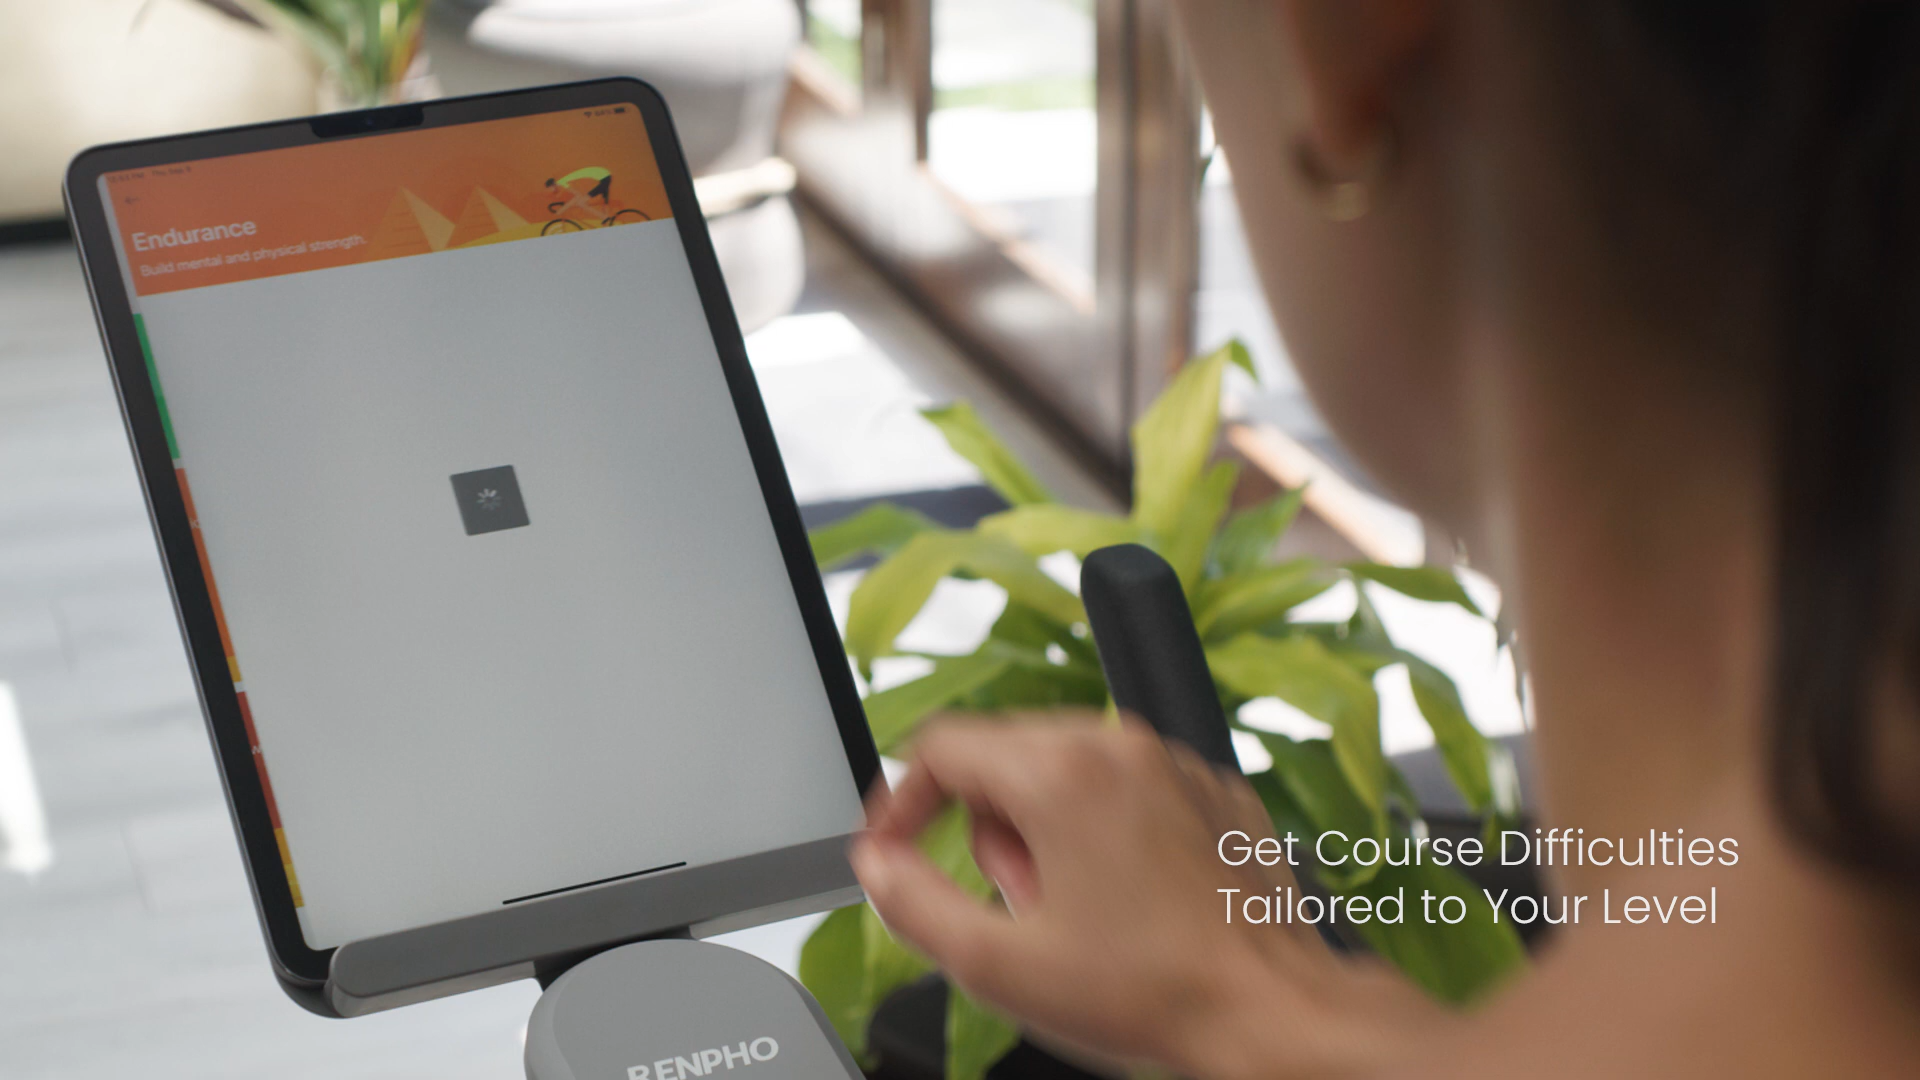 Endurance
Build mental and physical strength.
Get Course Difficulties
Tailored to Your Level
RENPHO